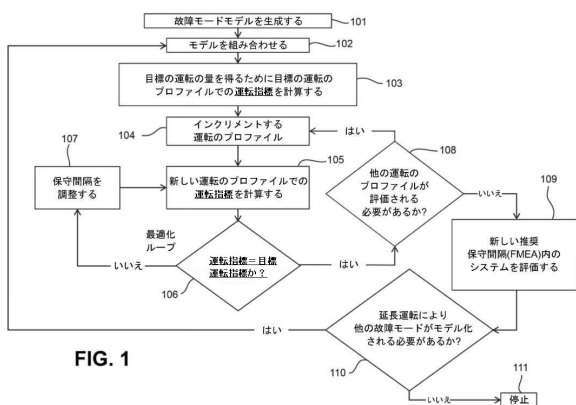 故障モードモデルを生成する
101
モデルを組み合わせる
102
目標の運転の量を得るために目標の運転の
プロファイルでの運転指標を計算する
103
104
インクリメントする
運転のプロファイル
はい
108
107
保守間隔を
調整する
105
新しい運転のプロファイルでの
運転指標を計算する
他の運転の
プロファイルが
評価される
必要があるか?
いいえ
109
最適化
ループ
いいえ
運転指標=目標
運転指標か?
はい
106
新しい推奨
保守間隔(FMEA)内の
システムを評価する
はい
延長運転により
他の故障モードがモデル化
される必要があるか?
110
いいえ
111
停止
FIG. 1